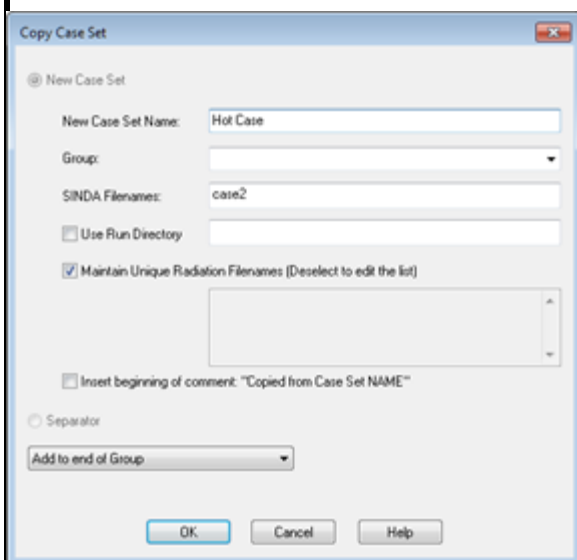 Copy Case Set
New Case Set
New Case Set Name: Hot Case
Group:
SINDA Filenames: case2
Use Run Directory
Maintain Unique Radiation Filenames (Deselect to edit the list)
Insert beginning of comment: "'Copied from Case Set NAME'"
Separator
Add to end of Group
OK Cancel Help